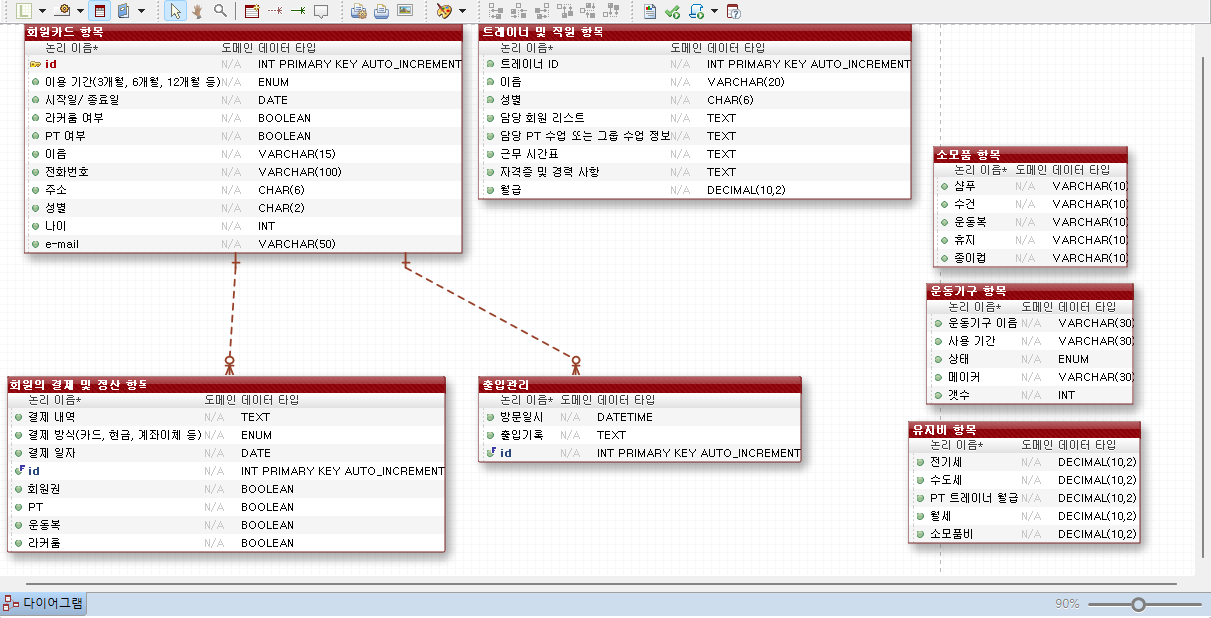 회원카드 항목
논리 이름* 도메인 데이터 타입
id N/A INT PRIMARY KEY AUTO_INCREMENT
이용 기간(3개월, 6개월, 12개월 등) N/A ENUM
시작일/ 종료일 N/A DATE
라커룸 여부 N/A BOOLEAN
PT 여부 N/A BOOLEAN
이름 N/A VARCHAR(15)
전화번호 N/A VARCHAR(100)
주소 N/A CHAR(6)
성별 N/A CHAR(2)
나이 N/A INT
e-mail N/A VARCHAR(50)
트레이너 및 직원 항목
논리 이름* 도메인 데이터 타입
트레이너 ID N/A INT PRIMARY KEY AUTO_INCREMENT
이름 N/A VARCHAR(20)
성별 N/A CHAR(6)
담당 회원 리스트 N/A TEXT
담당 PT 수업 또는 그룹 수업 정보 N/A TEXT
근무 시간표 N/A TEXT
자격증 및 경력 사항 N/A TEXT
월급 N/A DECIMAL(10,2)
소모품 항목
논리 이름* 도메인 데이터 타입
샴푸 N/A VARCHAR(10)
수건 N/A VARCHAR(10)
운동복 N/A VARCHAR(10)
휴지 N/A VARCHAR(10)
종이컵 N/A VARCHAR(10)
운동기구 항목
논리 이름* 도메인 데이터 타입
운동기구 이름 N/A VARCHAR(30)
사용 기간 N/A VARCHAR(30)
상태 N/A ENUM
메이커 N/A VARCHAR(30)
갯수 N/A INT
회원의 결제 및 정산 항목
논리 이름* 도메인 데이터 타입
결제 내역 N/A TEXT
결제 방식(카드, 현금, 계좌이체 등) N/A ENUM
결제 일자 N/A DATE
id N/A INT PRIMARY KEY AUTO_INCREMENT
회원권 N/A BOOLEAN
PT N/A BOOLEAN
운동복 N/A BOOLEAN
라커룸 N/A BOOLEAN
출입관리
논리 이름* 도메인 데이터 타입
방문일시 N/A DATETIME
출입기록 N/A TEXT
id N/A INT PRIMARY KEY AUTO_INCREMENT
유지비 항목
논리 이름* 도메인 데이터 타입
전기세 N/A DECIMAL(10,2)
수도세 N/A DECIMAL(10,2)
PT 트레이너 월급 N/A DECIMAL(10,2)
월세 N/A DECIMAL(10,2)
소모품비 N/A DECIMAL(10,2)
다이어그램
90%